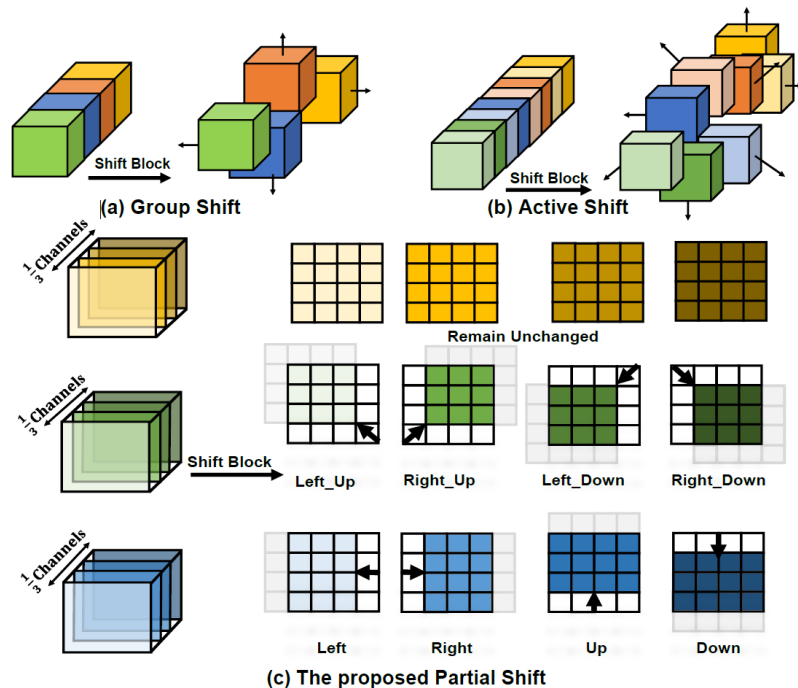 Shift Block
(a) Group Shift
Shift Block
(b) Active Shift
1/3 Channels
Remain Unchanged
1/3 Channels
Shift Block
Left_Up
Right_Up
Left_Down
Right_Down
1/3 Channels
Left
Right
Up
Down
(c) The proposed Partial Shift